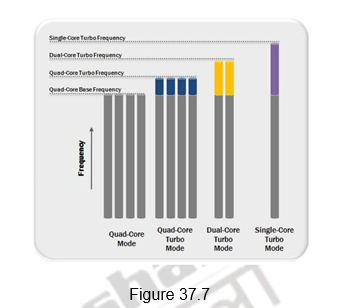 Single-Core Turbo Frequency
Dual-Core Turbo Frequency
Quad-Core Turbo Frequency
Quad-Core Base Frequency
Frequency
Quad-Core
Mode
Quad-Core
Turbo
Mode
Dual-Core
Turbo
Mode
Single-Core
Turbo
Mode
Figure 37.7